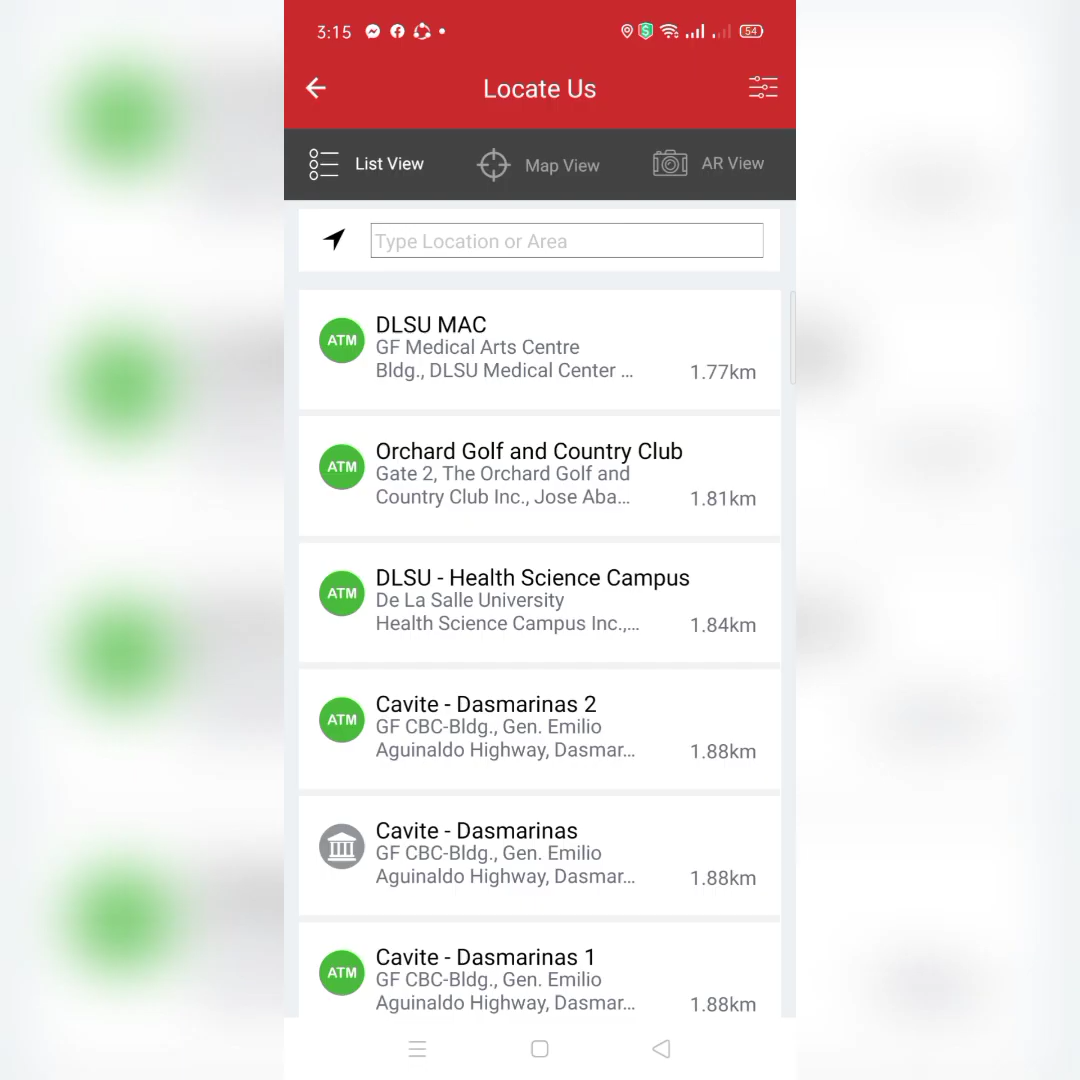 3:15
54
Locate Us
List View
Map View
AR View
Type Location or Area
ATM
DLSU MAC
GF Medical Arts Centre
Bldg., DLSU Medical Center ...
1.77km
ATM
Orchard Golf and Country Club
Gate 2, The Orchard Golf and
Country Club Inc., Jose Aba...
1.81km
ATM
DLSU - Health Science Campus
De La Salle University
Health Science Campus Inc.,...
1.84km
ATM
Cavite - Dasmarinas 2
GF CBC-Bldg., Gen. Emilio
Aguinaldo Highway, Dasmar...
1.88km
Cavite - Dasmarinas
GF CBC-Bldg., Gen. Emilio
Aguinaldo Highway, Dasmar...
1.88km
ATM
Cavite - Dasmarinas 1
GF CBC-Bldg., Gen. Emilio
Aguinaldo Highway, Dasmar...
1.88km